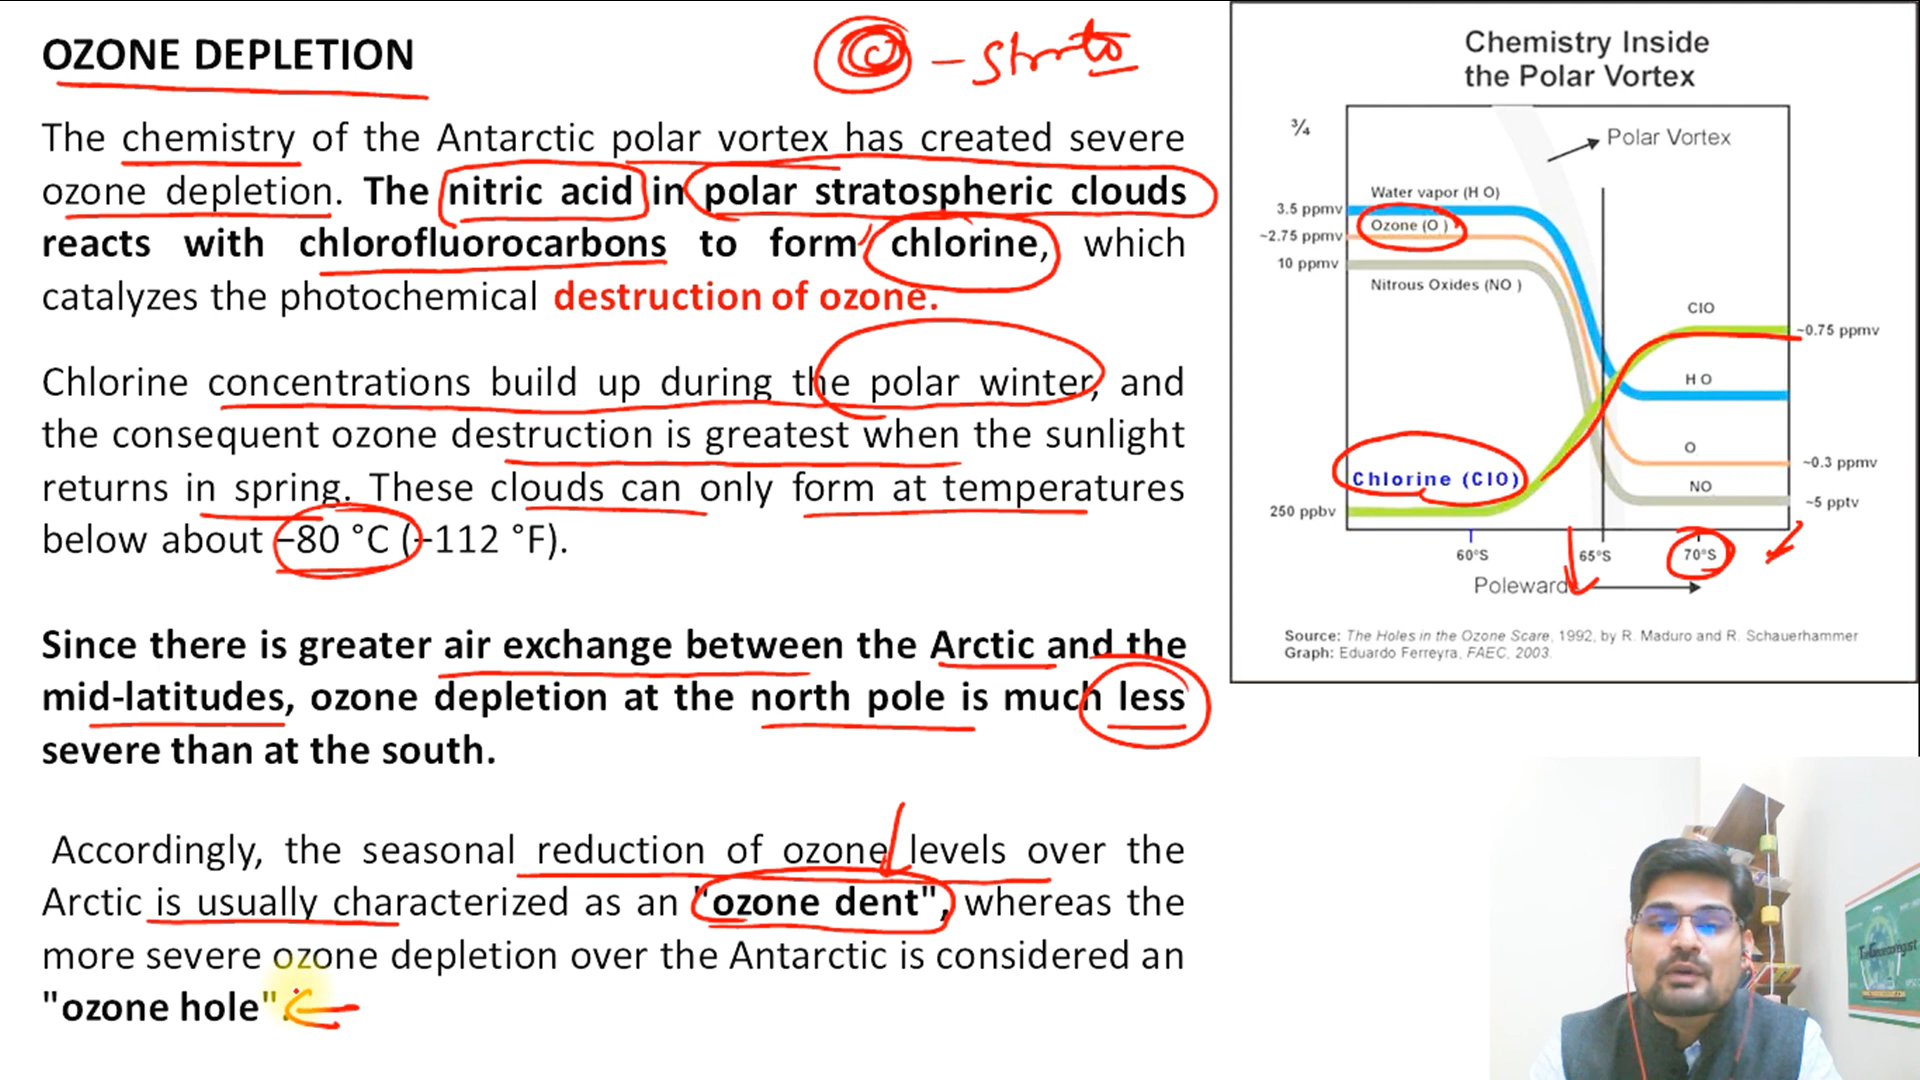 OZONE DEPLETION
The chemistry of the Antarctic polar vortex has created severe
ozone depletion. The nitric acid in polar stratospheric clouds
reacts with chlorofluorocarbons to form chlorine, which
catalyzes the photochemical destruction of ozone.
Chlorine concentrations build up during the polar winter, and
the consequent ozone destruction is greatest when the sunlight
returns in spring. These clouds can only form at temperatures
below about −80 °C (−112 °F).
Since there is greater air exchange between the Arctic and the
mid-latitudes, ozone depletion at the north pole is much less
severe than at the south.
Accordingly, the seasonal reduction of ozone levels over the
Arctic is usually characterized as an "ozone dent", whereas the
more severe ozone depletion over the Antarctic is considered an
"ozone hole"
Chemistry Inside
the Polar Vortex
¾
Polar Vortex
Water vapor (H O)
3.5 ppmv
Ozone (O )
~2.75 ppmv
10 ppmv
Nitrous Oxides (NO )
ClO
~0.75 ppmv
H O
O
~0.3 ppmv
Chlorine (ClO)
NO
~5 pptv
250 ppbv
60°S
65°S
70°S
Poleward
Source: The Holes in the Ozone Scare, 1992, by R. Maduro and R. Schauerhammer
Graph: Eduardo Ferreyra, FAEC, 2003.